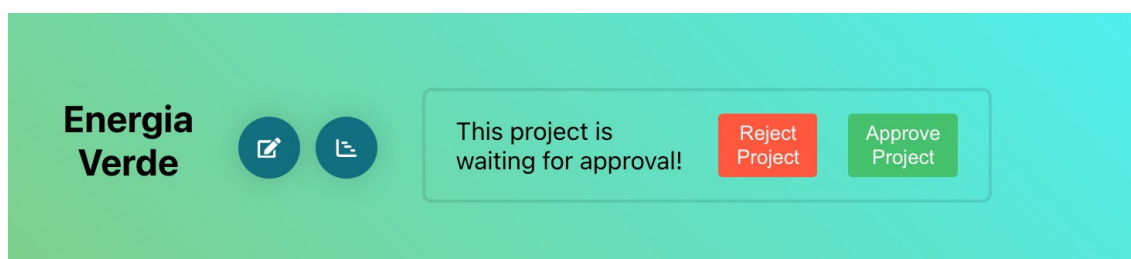 Energia
Verde
This project is
waiting for approval!
Reject
Project
Approve
Project